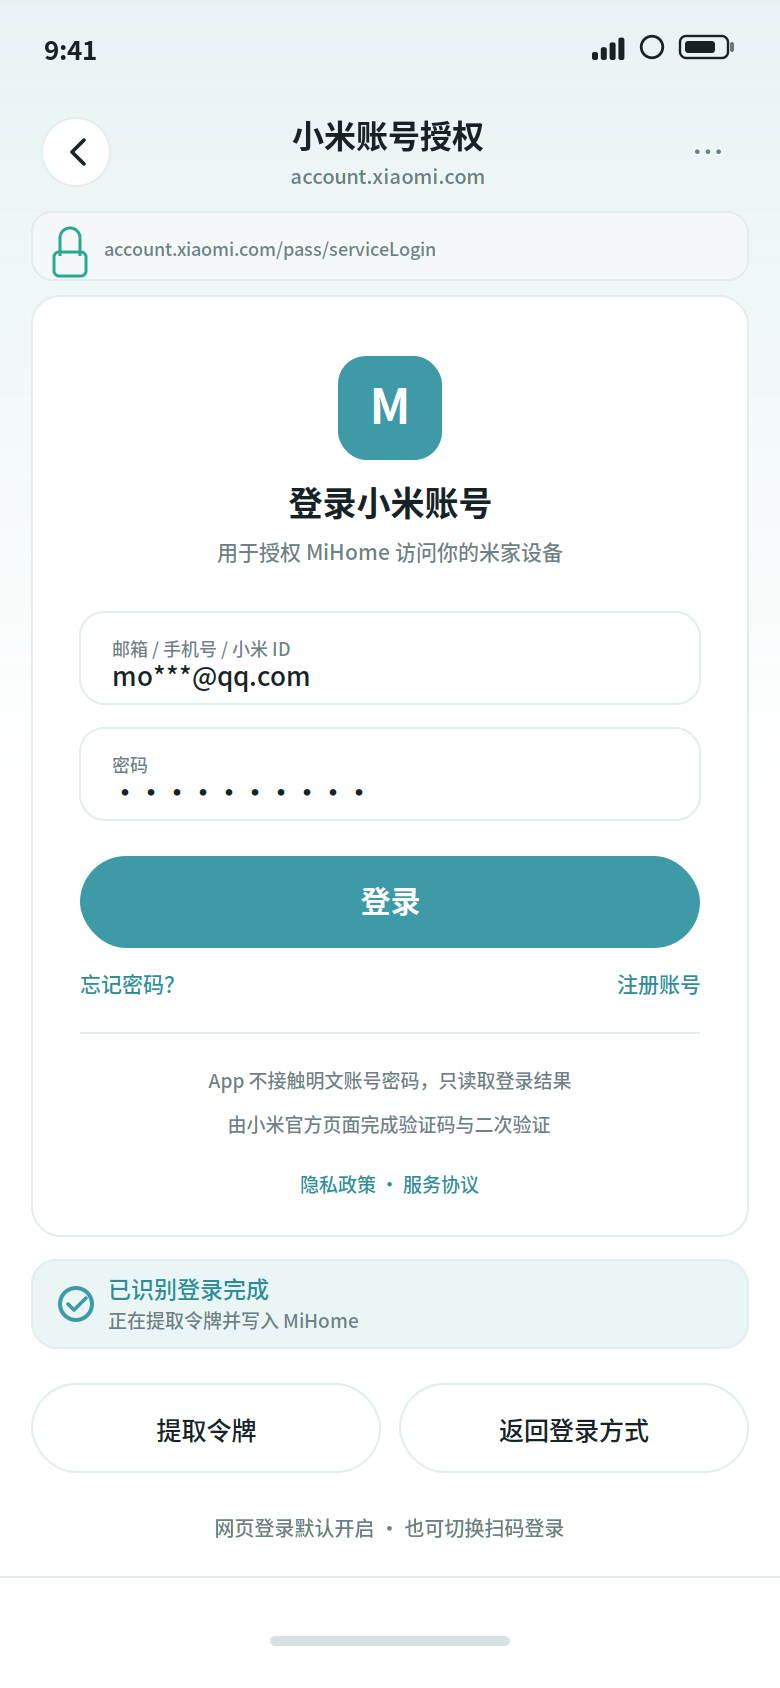 9:41
小米账号授权
account.xiaomi.com
account.xiaomi.com/pass/serviceLogin
M
登录小米账号
用于授权 MiHome 访问你的米家设备
邮箱 / 手机号 / 小米 ID
mo***@qq.com
密码
••••••••••
登录
忘记密码？
注册账号
App 不接触明文账号密码，只读取登录结果
由小米官方页面完成验证码与二次验证
隐私政策 · 服务协议
已识别登录完成
正在提取令牌并写入 MiHome
提取令牌
返回登录方式
网页登录默认开启 · 也可切换扫码登录